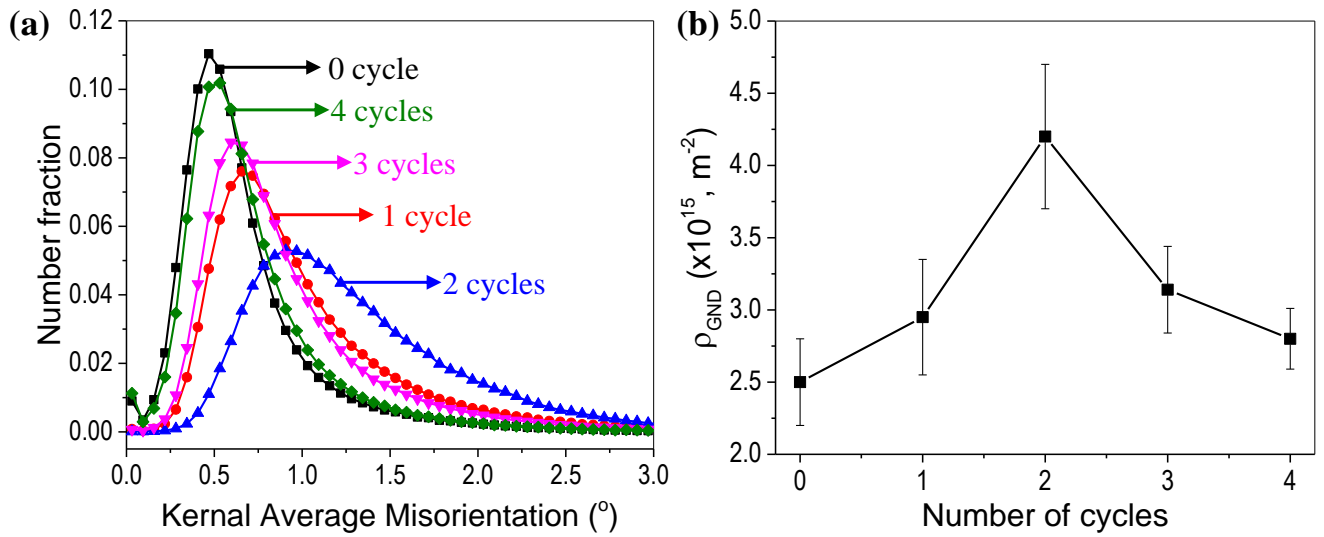 (a)
0.12
0.10
0.08
0.06
0.04
0.02
0.00
Number fraction
0 cycle
4 cycles
3 cycles
1 cycle
2 cycles
0.0 0.5 1.0 1.5 2.0 2.5 3.0
Kernal Average Misorientation (°)
(b)
5.0
4.5
4.0
3.5
3.0
2.5
2.0
ρGND (x10¹⁵, m⁻²)
0 1 2 3 4
Number of cycles